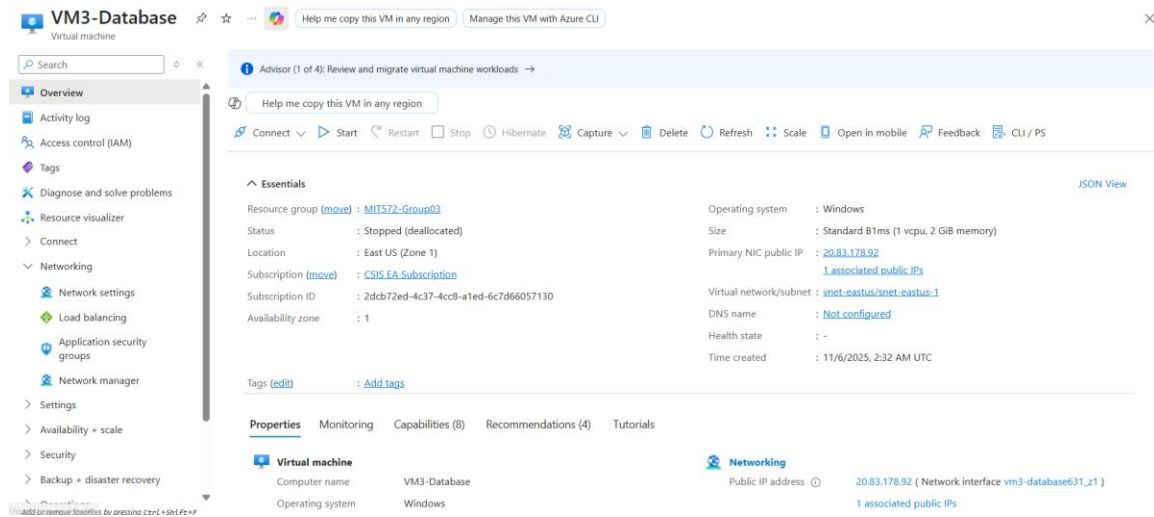 VM3-Database
Virtual machine
Help me copy this VM in any region
Manage this VM with Azure CLI
Search
Overview
Activity log
Access control (IAM)
Tags
Diagnose and solve problems
Resource visualizer
Connect
Networking
Network settings
Load balancing
Application security
groups
Network manager
Settings
Availability + scale
Security
Backup + disaster recovery
Add or remove favorites by pressing Ctrl+Shift+F
Advisor (1 of 4): Review and migrate virtual machine workloads →
Help me copy this VM in any region
Connect Start Restart Stop Hibernate Capture Delete Refresh Scale Open in mobile Feedback CLI / PS
Essentials
JSON View
Resource group (move) : MIT572-Group03
Status : Stopped (deallocated)
Location : East US (Zone 1)
Subscription (move) : CSIS EA Subscription
Subscription ID : 2dcb72ed-4c37-4cc8-a1ed-6c7d66057130
Availability zone : 1
Operating system : Windows
Size : Standard B1ms (1 vcpu, 2 GiB memory)
Primary NIC public IP : 20.83.178.92
1 associated public IPs
Virtual network/subnet : vnet-eastus/snet-eastus-1
DNS name : Not configured
Health state : -
Time created : 11/6/2025, 2:32 AM UTC
Tags (edit) : Add tags
Properties Monitoring Capabilities (8) Recommendations (4) Tutorials
Virtual machine
Computer name VM3-Database
Operating system Windows
Networking
Public IP address 20.83.178.92 ( Network interface vm3-database631_z1 )
1 associated public IPs